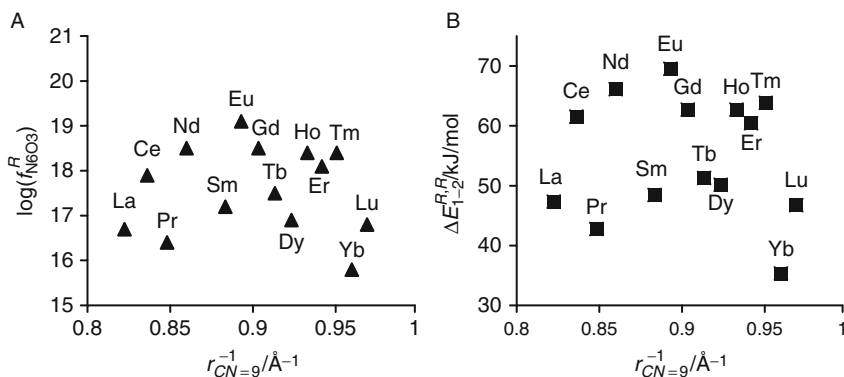 A
log(f^R_N6O3)
21
20
19
18
17
16
15
La
Ce
Pr
Nd
Sm
Eu
Gd
Tb
Dy
Ho
Er
Tm
Yb
Lu
0.8 0.85 0.9 0.95 1
r^−1_CN=9/Å−1
B
ΔE^R,R_1–2/kJ/mol
70
60
50
40
30
La
Ce
Pr
Nd
Sm
Eu
Gd
Tb
Dy
Ho
Er
Tm
Yb
Lu
0.8 0.85 0.9 0.95 1
r^−1_CN=9/Å−1